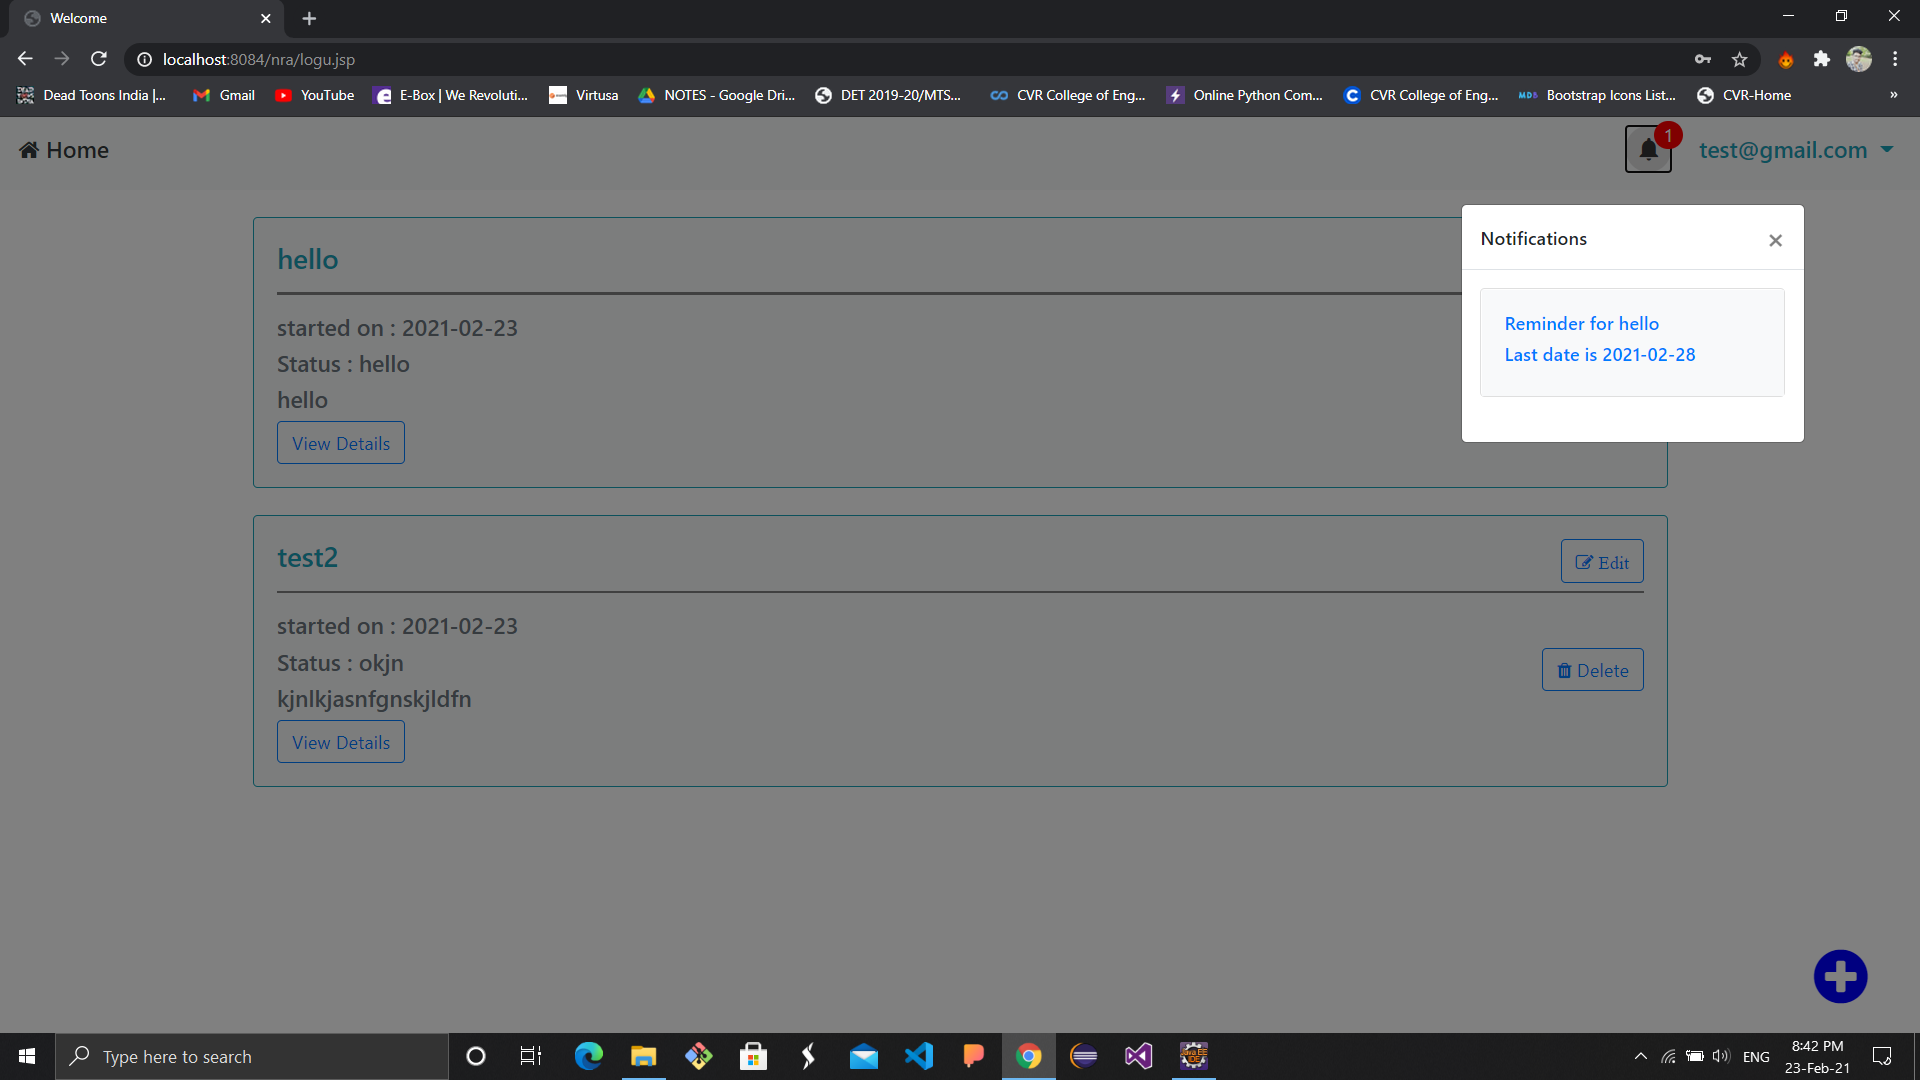 Welcome
localhost:8084/nra/logu.jsp
Dead Toons India |...
Gmail
YouTube
E-Box | We Revoluti...
Virtusa
NOTES - Google Dri...
DET 2019-20/MTS...
CVR College of Eng...
Online Python Com...
CVR College of Eng...
MDB
Bootstrap Icons List...
CVR-Home
»
Home
1
test@gmail.com
hello
started on : 2021-02-23
Status : hello
hello
View Details
Notifications
×
Reminder for hello
Last date is 2021-02-28
test2
Edit
started on : 2021-02-23
Status : okjn
Delete
kjnlkjasnfgnskjldfn
View Details
Type here to search
ENG
8:42 PM
23-Feb-21